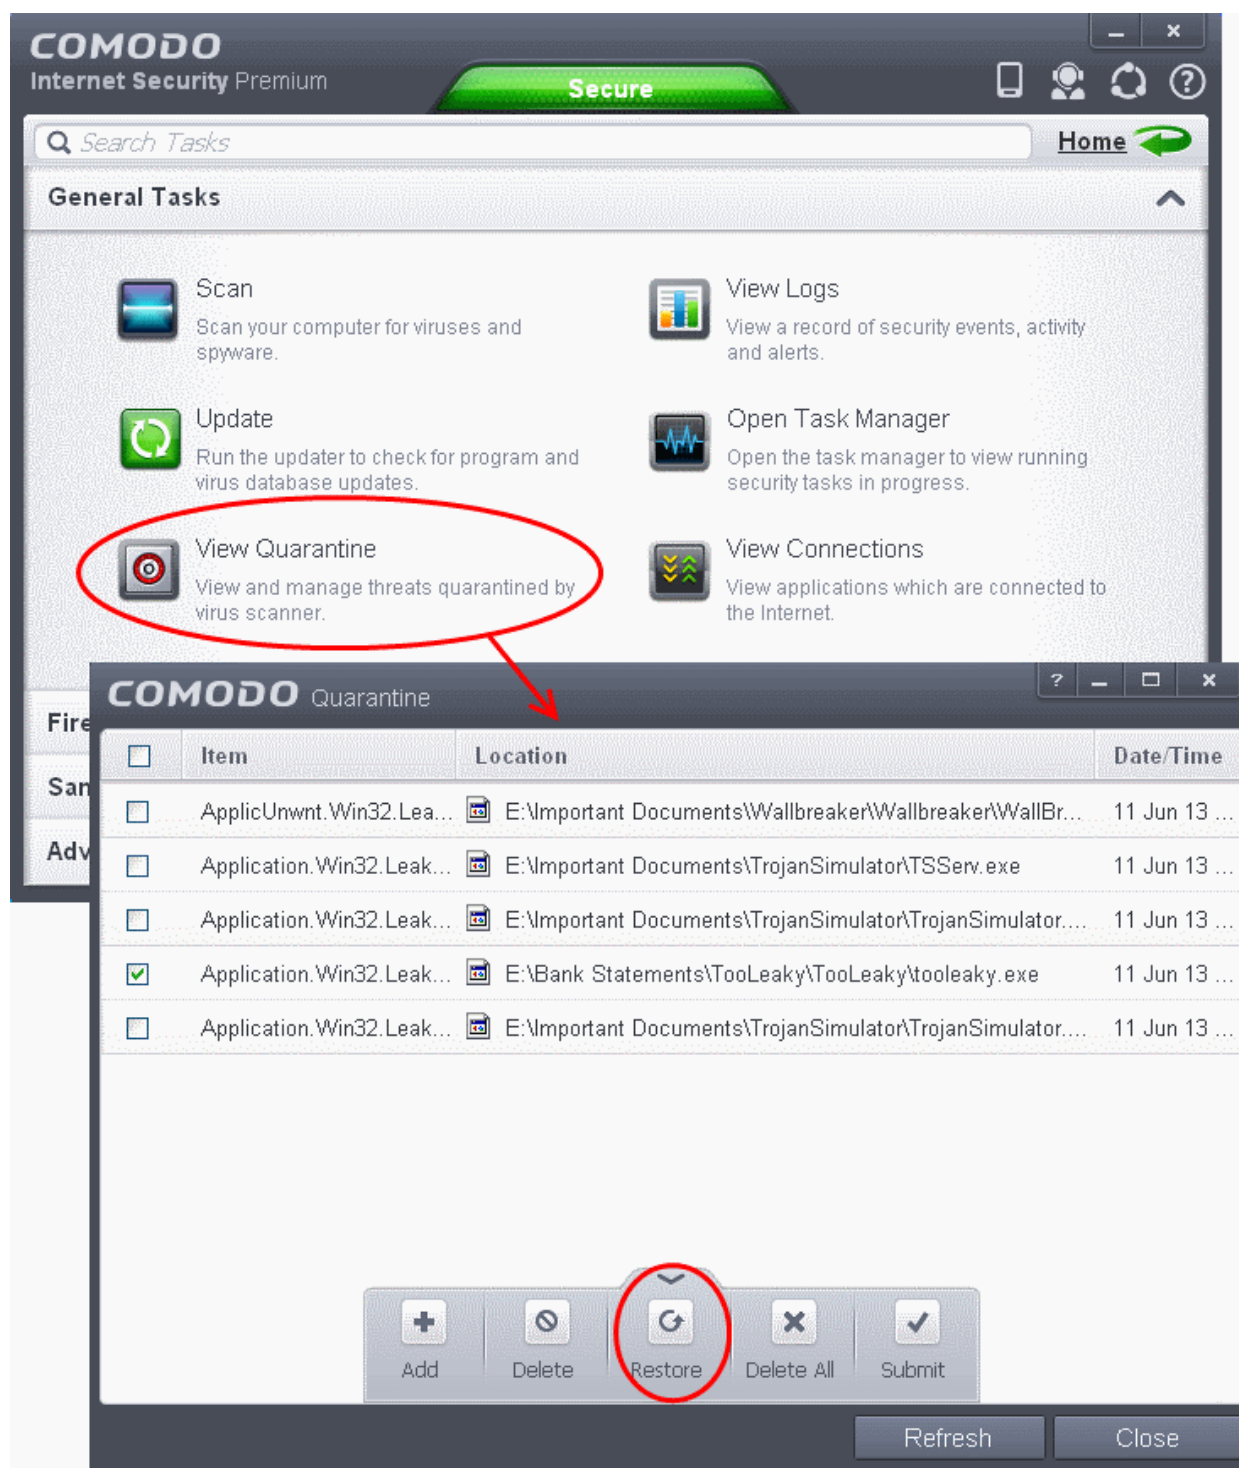 COMODO
Internet Security Premium
Secure
Search Tasks
Home
General Tasks
Scan
Scan your computer for viruses and
spyware.
View Logs
View a record of security events, activity
and alerts.
Update
Run the updater to check for program and
virus database updates.
Open Task Manager
Open the task manager to view running
security tasks in progress.
View Quarantine
View and manage threats quarantined by
virus scanner.
View Connections
View applications which are connected to
the Internet.
Fire
San
Adv
COMODO Quarantine
Item Location Date/Time
ApplicUnwnt.Win32.Lea... E:\Important Documents\Wallbreaker\Wallbreaker\WallBr... 11 Jun 13 ...
Application.Win32.Leak... E:\Important Documents\TrojanSimulator\TSServ.exe 11 Jun 13 ...
Application.Win32.Leak... E:\Important Documents\TrojanSimulator\TrojanSimulator.... 11 Jun 13 ...
Application.Win32.Leak... E:\Bank Statements\TooLeaky\TooLeaky\tooleaky.exe 11 Jun 13 ...
Application.Win32.Leak... E:\Important Documents\TrojanSimulator\TrojanSimulator.... 11 Jun 13 ...
Add Delete Restore Delete All Submit
Refresh Close